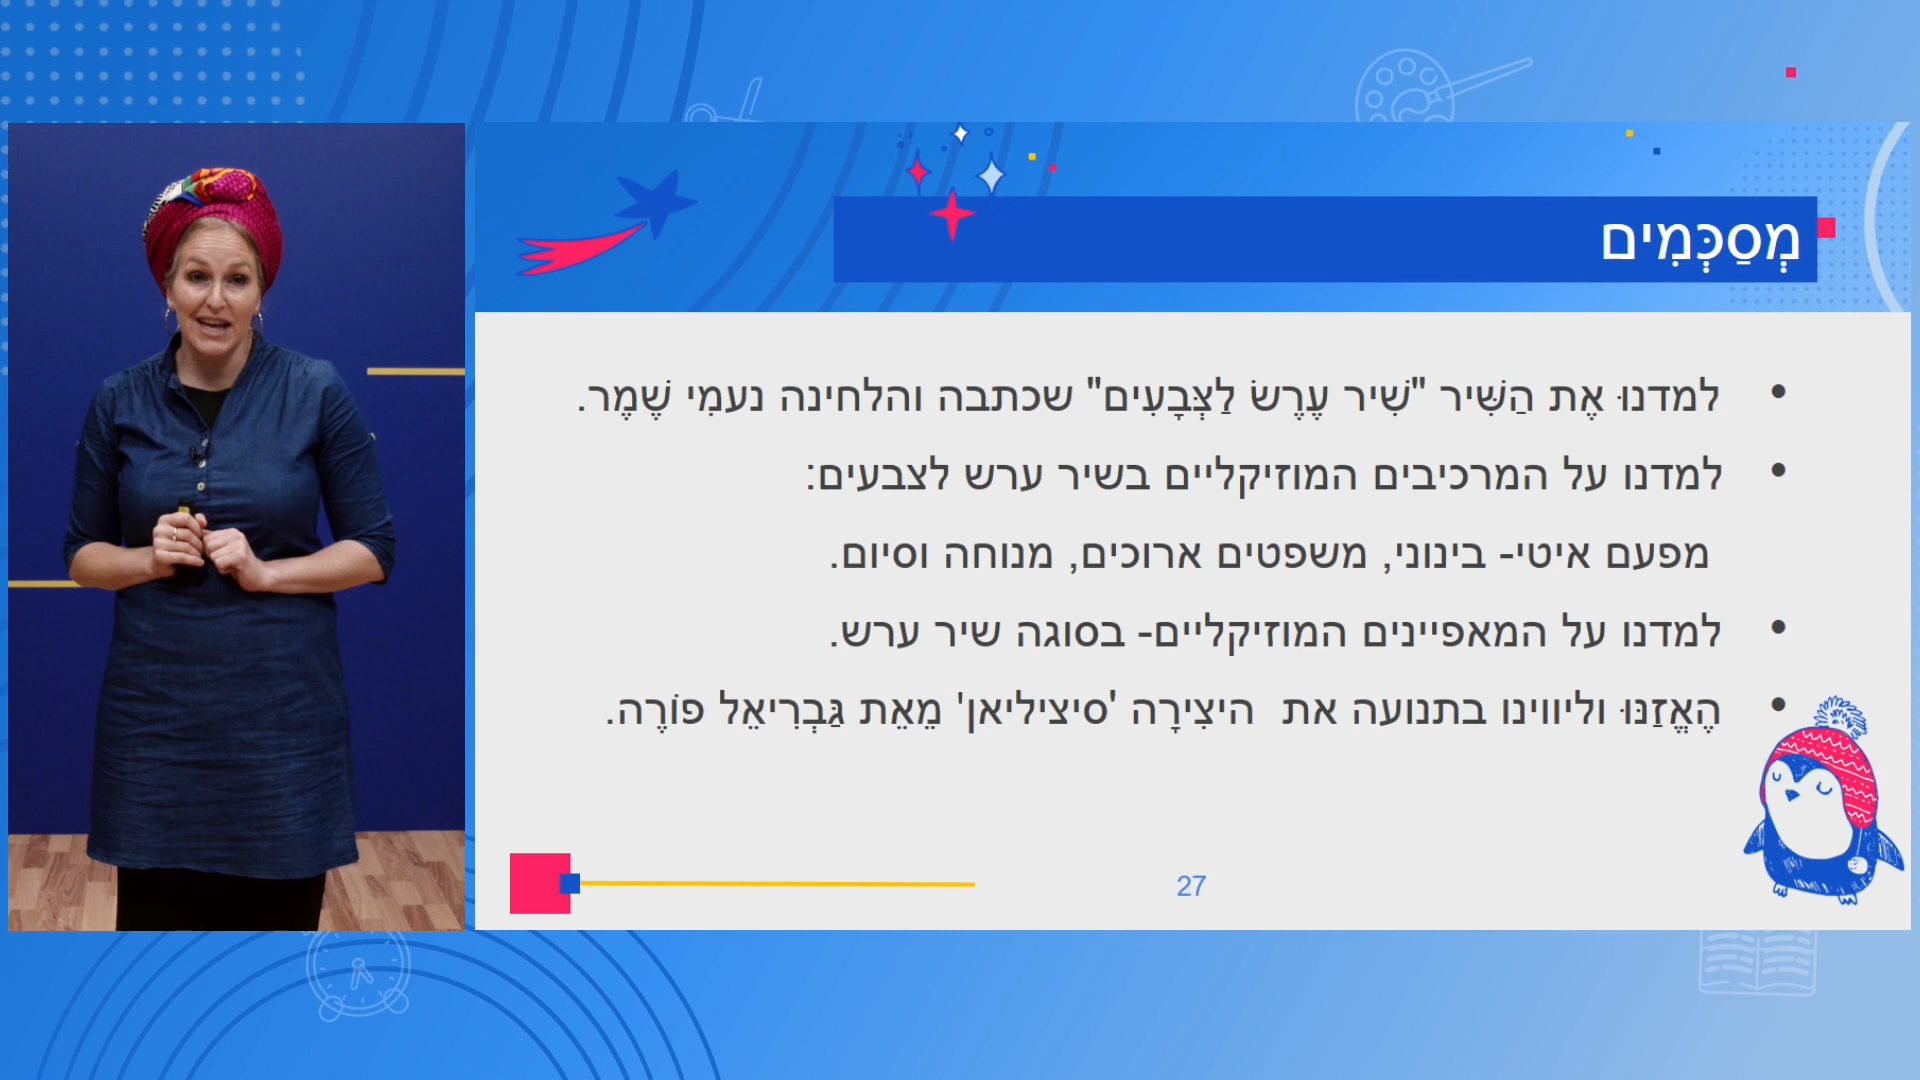 מְסַכְּמִים
• למדנוּ אֶת הַשִּׁיר "שִׁיר עֶרֶשׂ לַצְּבָעִים" שכתבה והלחינה נעמִי שֶׁמֶר.
• למדנו על המרכיבים המוזיקליים בשיר ערש לצבעים:
מפעם איטי- בינוני, משפטים ארוכים, מנוחה וסיום.
• למדנו על המאפיינים המוזיקליים- בסוגה שיר ערש.
• הֶאֱזַנּוּ וליווינו בתנועה את היצִירָה 'סיציליאן' מֵאֵת גַּבְרִיאֵל פוֹרֶה.
27